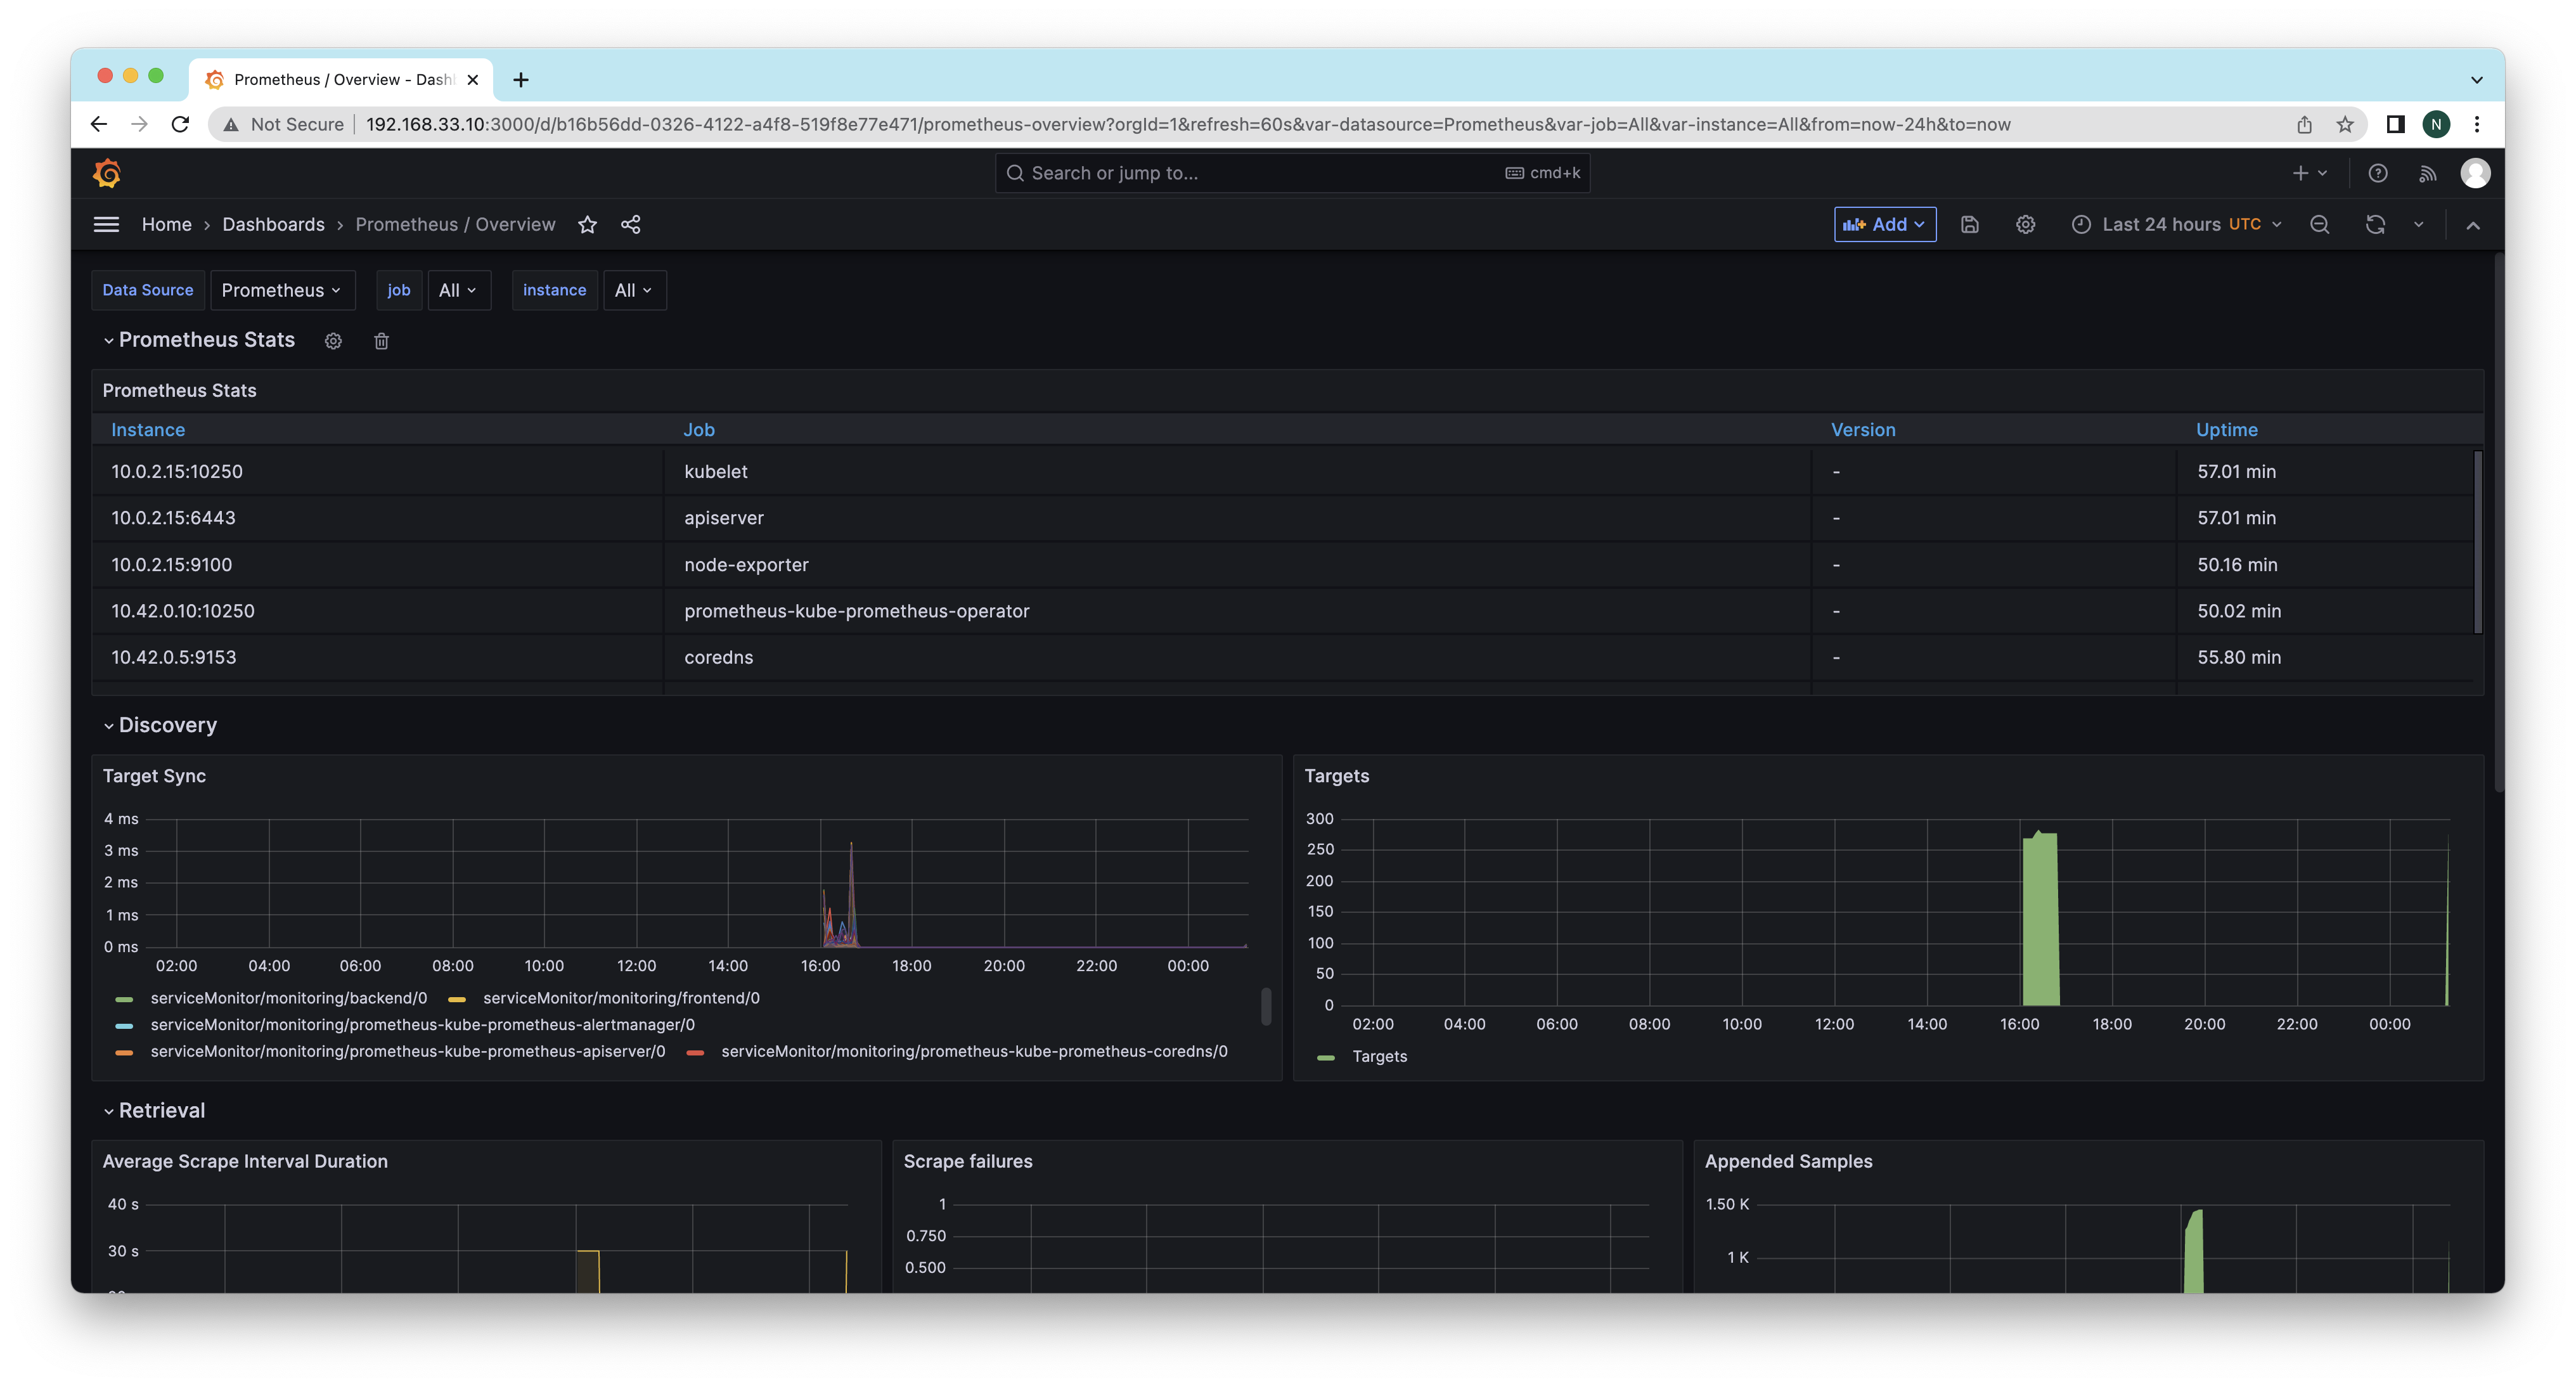 Prometheus / Overview - Dash
Not Secure 192.168.33.10:3000/d/b16b56dd-0326-4122-a4f8-519f8e77e471/prometheus-overview?orgId=1&refresh=60s&var-datasource=Prometheus&var-job=All&var-instance=All&from=now-24h&to=now N
Search or jump to... cmd+k
Home › Dashboards › Prometheus / Overview Add Last 24 hours UTC
Data Source Prometheus job All instance All
Prometheus Stats
Prometheus Stats
Instance Job Version Uptime
10.0.2.15:10250 kubelet - 57.01 min
10.0.2.15:6443 apiserver - 57.01 min
10.0.2.15:9100 node-exporter - 50.16 min
10.42.0.10:10250 prometheus-kube-prometheus-operator - 50.02 min
10.42.0.5:9153 coredns - 55.80 min
Discovery
Target Sync
4 ms
3 ms
2 ms
1 ms
0 ms
02:00 04:00 06:00 08:00 10:00 12:00 14:00 16:00 18:00 20:00 22:00 00:00
serviceMonitor/monitoring/backend/0 serviceMonitor/monitoring/frontend/0
serviceMonitor/monitoring/prometheus-kube-prometheus-alertmanager/0
serviceMonitor/monitoring/prometheus-kube-prometheus-apiserver/0 serviceMonitor/monitoring/prometheus-kube-prometheus-coredns/0
Targets
300
250
200
150
100
50
0
02:00 04:00 06:00 08:00 10:00 12:00 14:00 16:00 18:00 20:00 22:00 00:00
Targets
Retrieval
Average Scrape Interval Duration
40 s
30 s
Scrape failures
1
0.750
0.500
Appended Samples
1.50 K
1 K